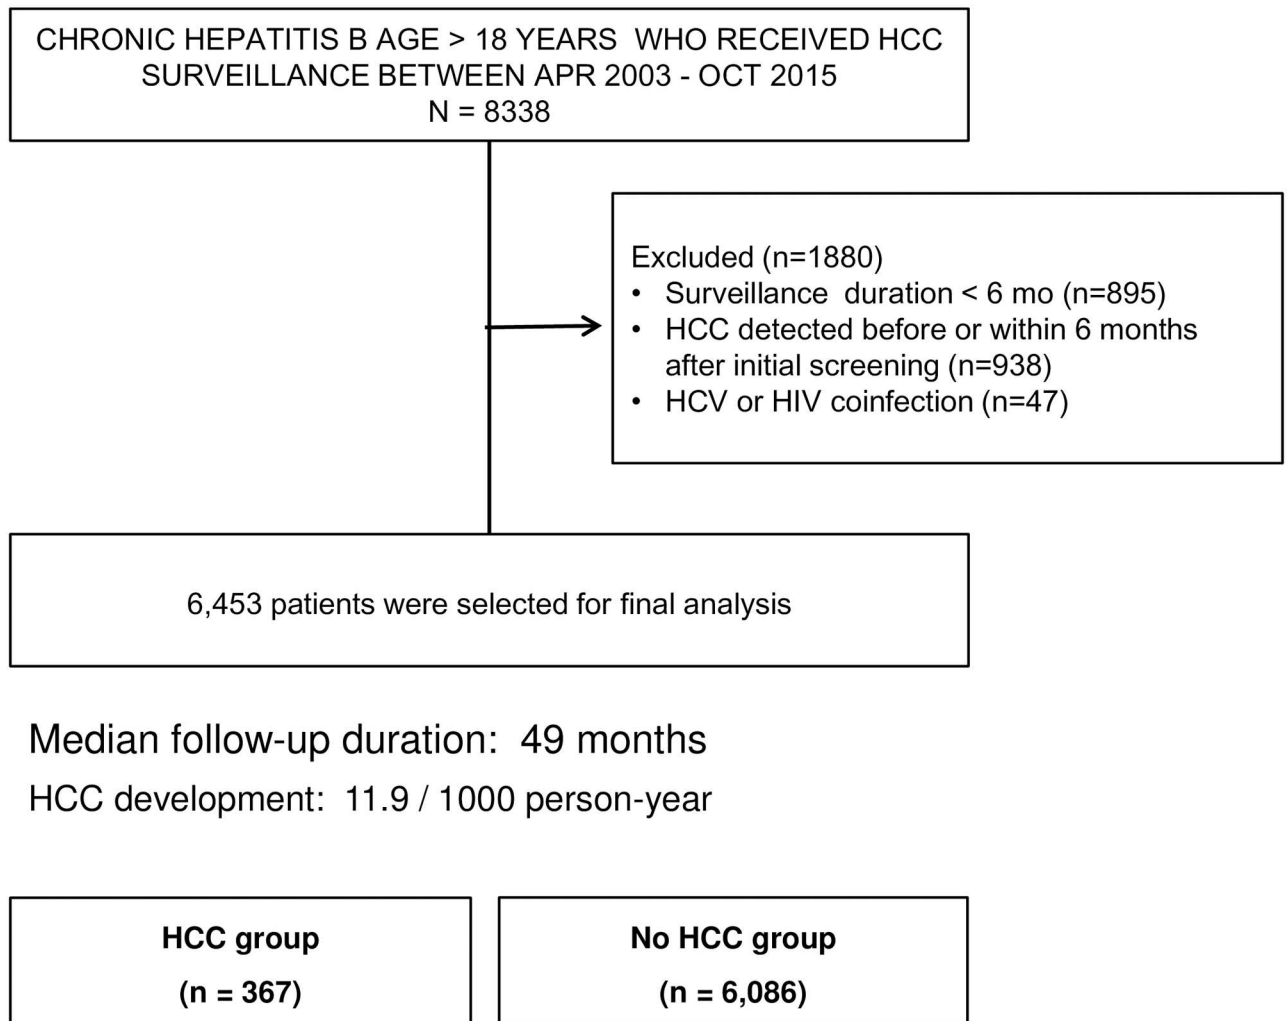 CHRONIC HEPATITIS B AGE > 18 YEARS WHO RECEIVED HCC
SURVEILLANCE BETWEEN APR 2003 - OCT 2015
N = 8338
Excluded (n=1880)
• Surveillance duration < 6 mo (n=895)
• HCC detected before or within 6 months
after initial screening (n=938)
• HCV or HIV coinfection (n=47)
6,453 patients were selected for final analysis
Median follow-up duration: 49 months
HCC development: 11.9 / 1000 person-year
HCC group
(n = 367)
No HCC group
(n = 6,086)